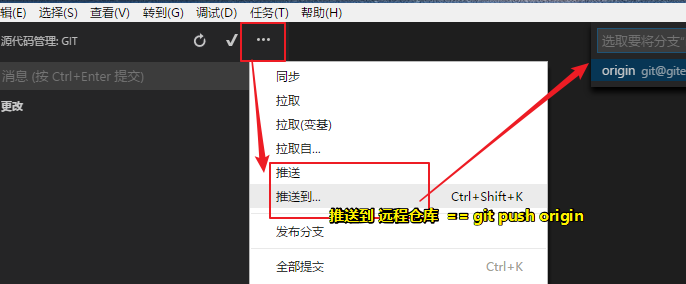 辑(E) 选择(S) 查看(V) 转到(G) 调试(D) 任务(T) 帮助(H)
源代码管理: GIT
选取要将分支"
消息 (按 Ctrl+Enter 提交)
origin git@gite
同步
更改
拉取
拉取(变基)
拉取自...
推送
推送到... Ctrl+Shift+K
推送到 远程仓库 == git push origin
发布分支
全部提交 Ctrl+K